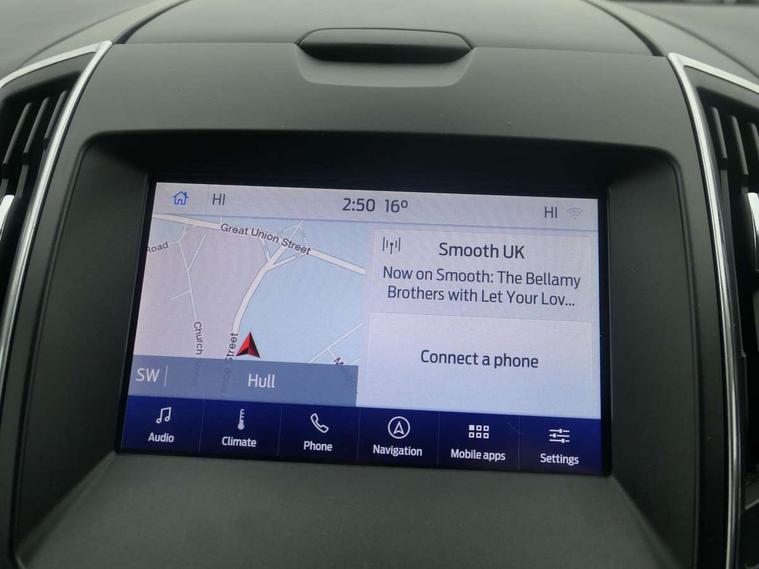 HI 2:50 16° HI
Great Union Street
Road
Church
Street
SW Hull
Smooth UK
Now on Smooth: The Bellamy
Brothers with Let Your Lov...
Connect a phone
Audio Climate Phone Navigation Mobile apps Settings